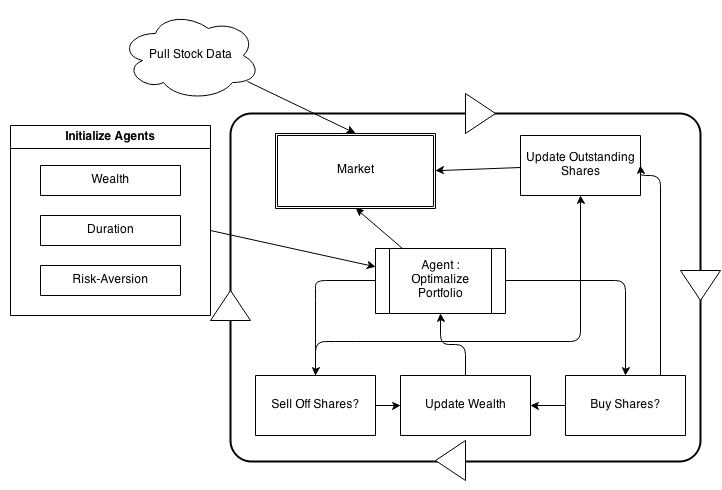 Pull Stock Data
Initialize Agents
Wealth
Duration
Risk-Aversion
Market
Update Outstanding
Shares
Agent :
Optimalize
Portfolio
Sell Off Shares?
Update Wealth
Buy Shares?